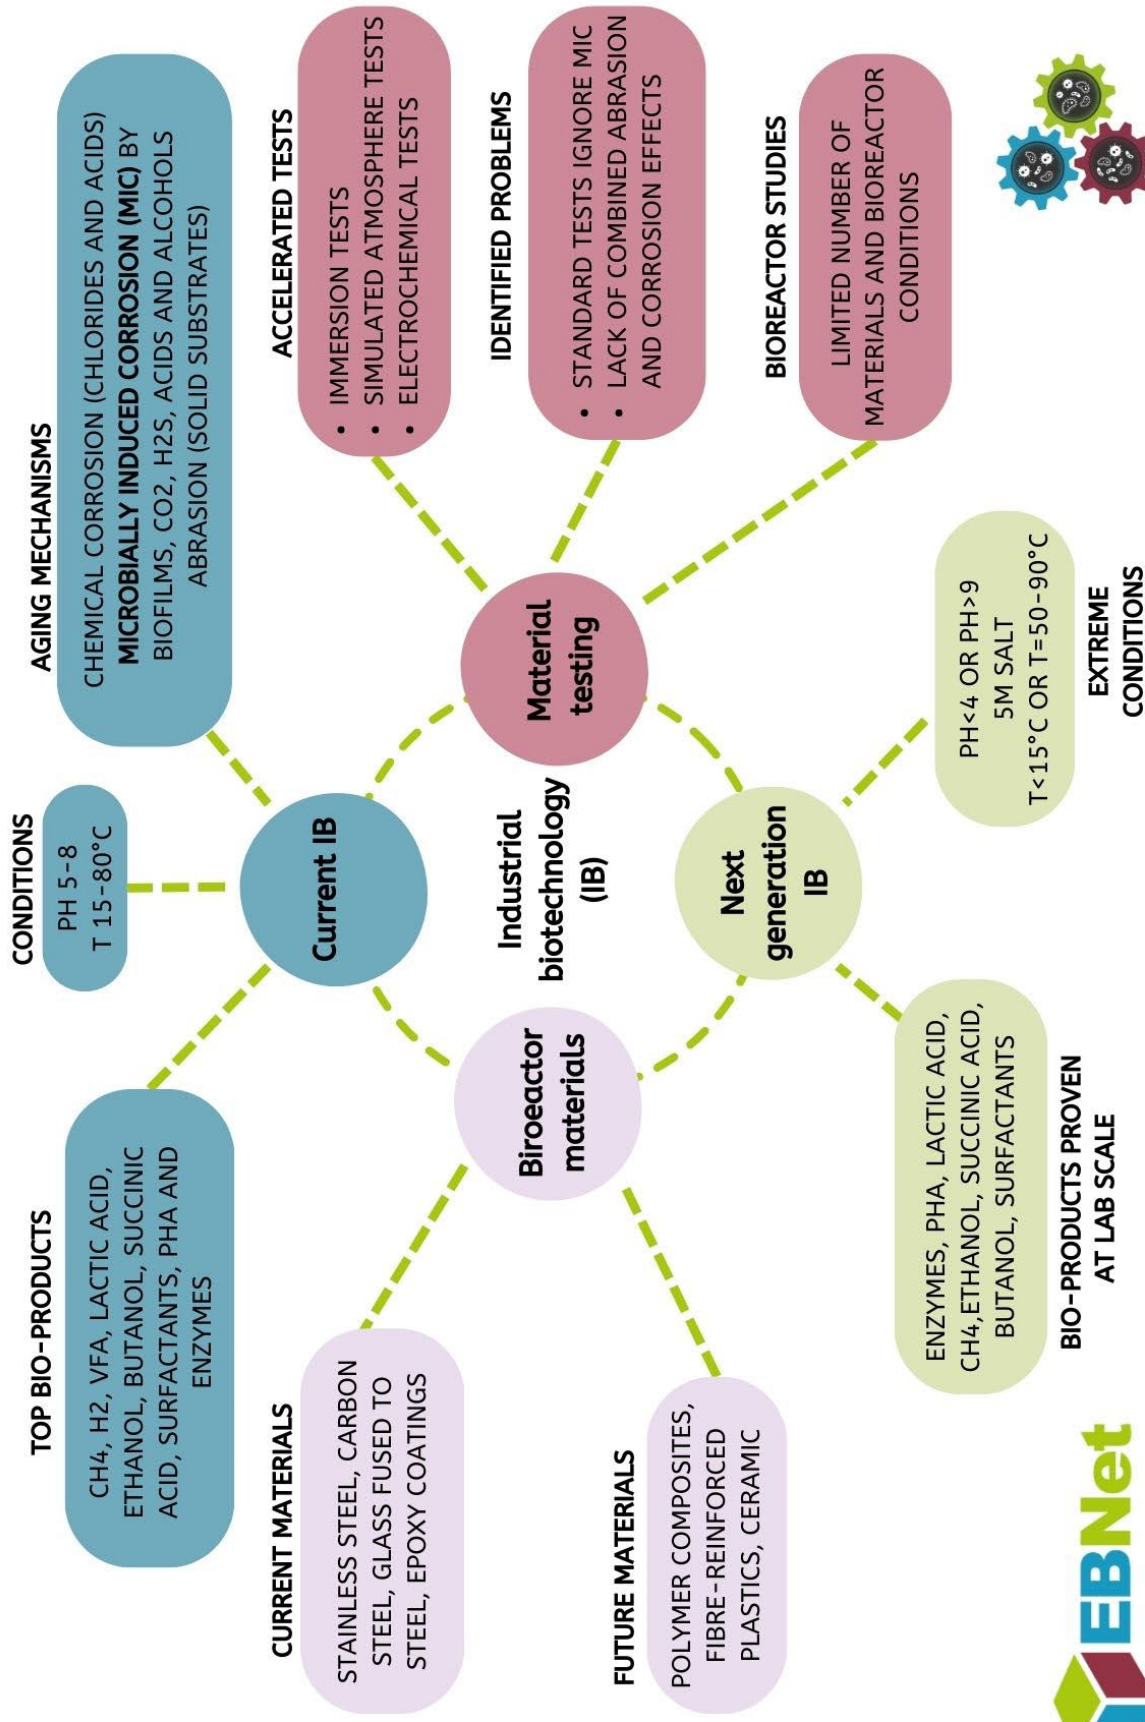 TOP BIO-PRODUCTS
CH4, H2, VFA, LACTIC ACID,
ETHANOL, BUTANOL, SUCCINIC
ACID, SURFACTANTS, PHA AND
ENZYMES
CONDITIONS
PH 5-8
T 15-80°C
AGING MECHANISMS
CHEMICAL CORROSION (CHLORIDES AND ACIDS)
MICROBIALLY INDUCED CORROSION (MIC) BY
BIOFILMS, CO2, H2S, ACIDS AND ALCOHOLS
ABRASION (SOLID SUBSTRATES)
Current IB
CURRENT MATERIALS
STAINLESS STEEL, CARBON
STEEL, GLASS FUSED TO
STEEL, EPOXY COATINGS
FUTURE MATERIALS
POLYMER COMPOSITES,
FIBRE-REINFORCED
PLASTICS, CERAMIC
Biroeactor
materials
Industrial
biotechnology
(IB)
Material
testing
ACCELERATED TESTS
• IMMERSION TESTS
• SIMULATED ATMOSPHERE TESTS
• ELECTROCHEMICAL TESTS
IDENTIFIED PROBLEMS
• STANDARD TESTS IGNORE MIC
• LACK OF COMBINED ABRASION
AND CORROSION EFFECTS
BIOREACTOR STUDIES
LIMITED NUMBER OF
MATERIALS AND BIOREACTOR
CONDITIONS
Next
generation
IB
ENZYMES, PHA, LACTIC ACID,
CH4,ETHANOL, SUCCINIC ACID,
BUTANOL, SURFACTANTS
BIO-PRODUCTS PROVEN
AT LAB SCALE
PH<4 OR PH>9
5M SALT
T<15°C OR T=50-90°C
EXTREME
CONDITIONS
EBNet